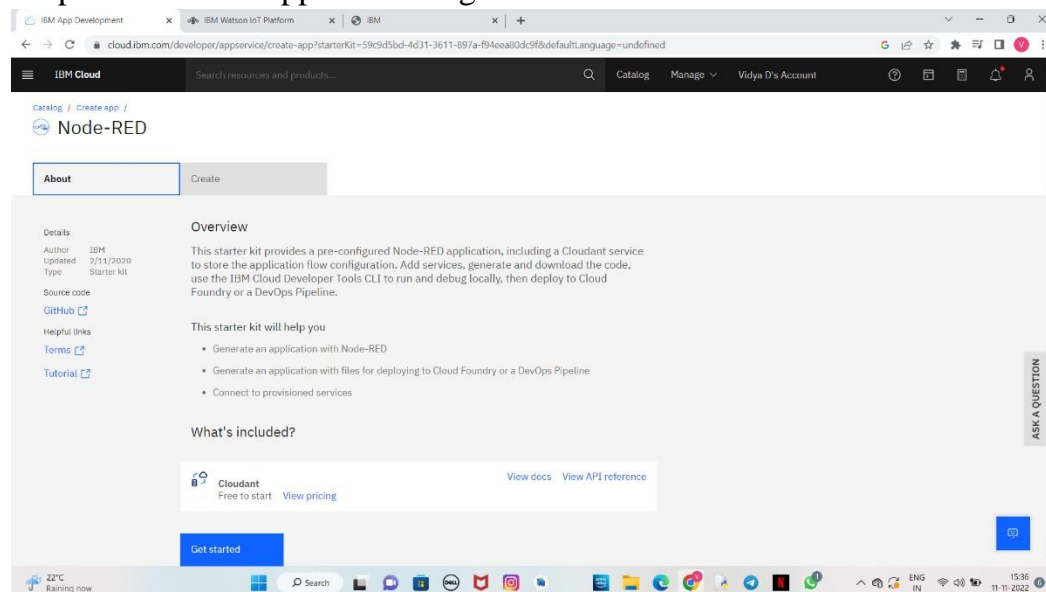 IBM App Development
IBM Watson IoT Platform
IBM
cloud.ibm.com/developer/appservice/create-app?starterKit=59c9d5bd-4d31-3611-897a-f94eea80dc9f&defaultLanguage=undefined
IBM Cloud
Search resources and products...
Catalog
Manage
Vidya D's Account
Catalog / Create app /
Node-RED
About
Create
Details
Author IBM
Updated 2/11/2020
Type Starter kit
Source code
GitHub
Helpful links
Terms
Tutorial
Overview
This starter kit provides a pre-configured Node-RED application, including a Cloudant service
to store the application flow configuration. Add services, generate and download the code,
use the IBM Cloud Developer Tools CLI to run and debug locally, then deploy to Cloud
Foundry or a DevOps Pipeline.
This starter kit will help you
• Generate an application with Node-RED
• Generate an application with files for deploying to Cloud Foundry or a DevOps Pipeline
• Connect to provisioned services
What's included?
Cloudant
Free to start View pricing
View docs View API reference
Get started
ASK A QUESTION
22°C
Raining now
Search
DELL
ENG
IN
15:36
11-11-2022
6